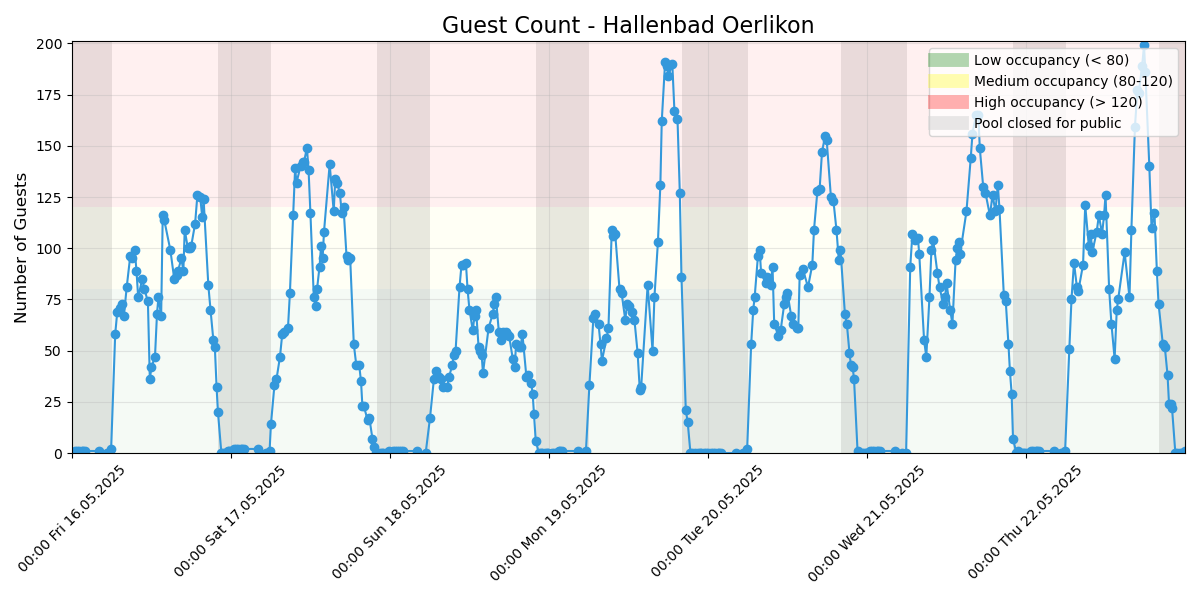 Guest Count - Hallenbad Oerlikon
Number of Guests
200
175
150
125
100
75
50
25
0
Low occupancy (< 80)
Medium occupancy (80-120)
High occupancy (> 120)
Pool closed for public
00:00 Fri 16.05.2025
00:00 Sat 17.05.2025
00:00 Sun 18.05.2025
00:00 Mon 19.05.2025
00:00 Tue 20.05.2025
00:00 Wed 21.05.2025
00:00 Thu 22.05.2025